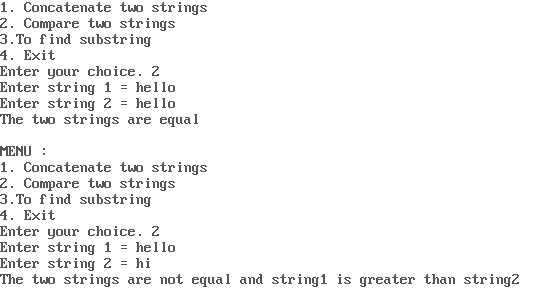 1. Concatenate two strings
2. Compare two strings
3.To find substring
4. Exit
Enter your choice. 2
Enter string 1 = hello
Enter string 2 = hello
The two strings are equal
MENU :
1. Concatenate two strings
2. Compare two strings
3.To find substring
4. Exit
Enter your choice. 2
Enter string 1 = hello
Enter string 2 = hi
The two strings are not equal and string1 is greater than string2